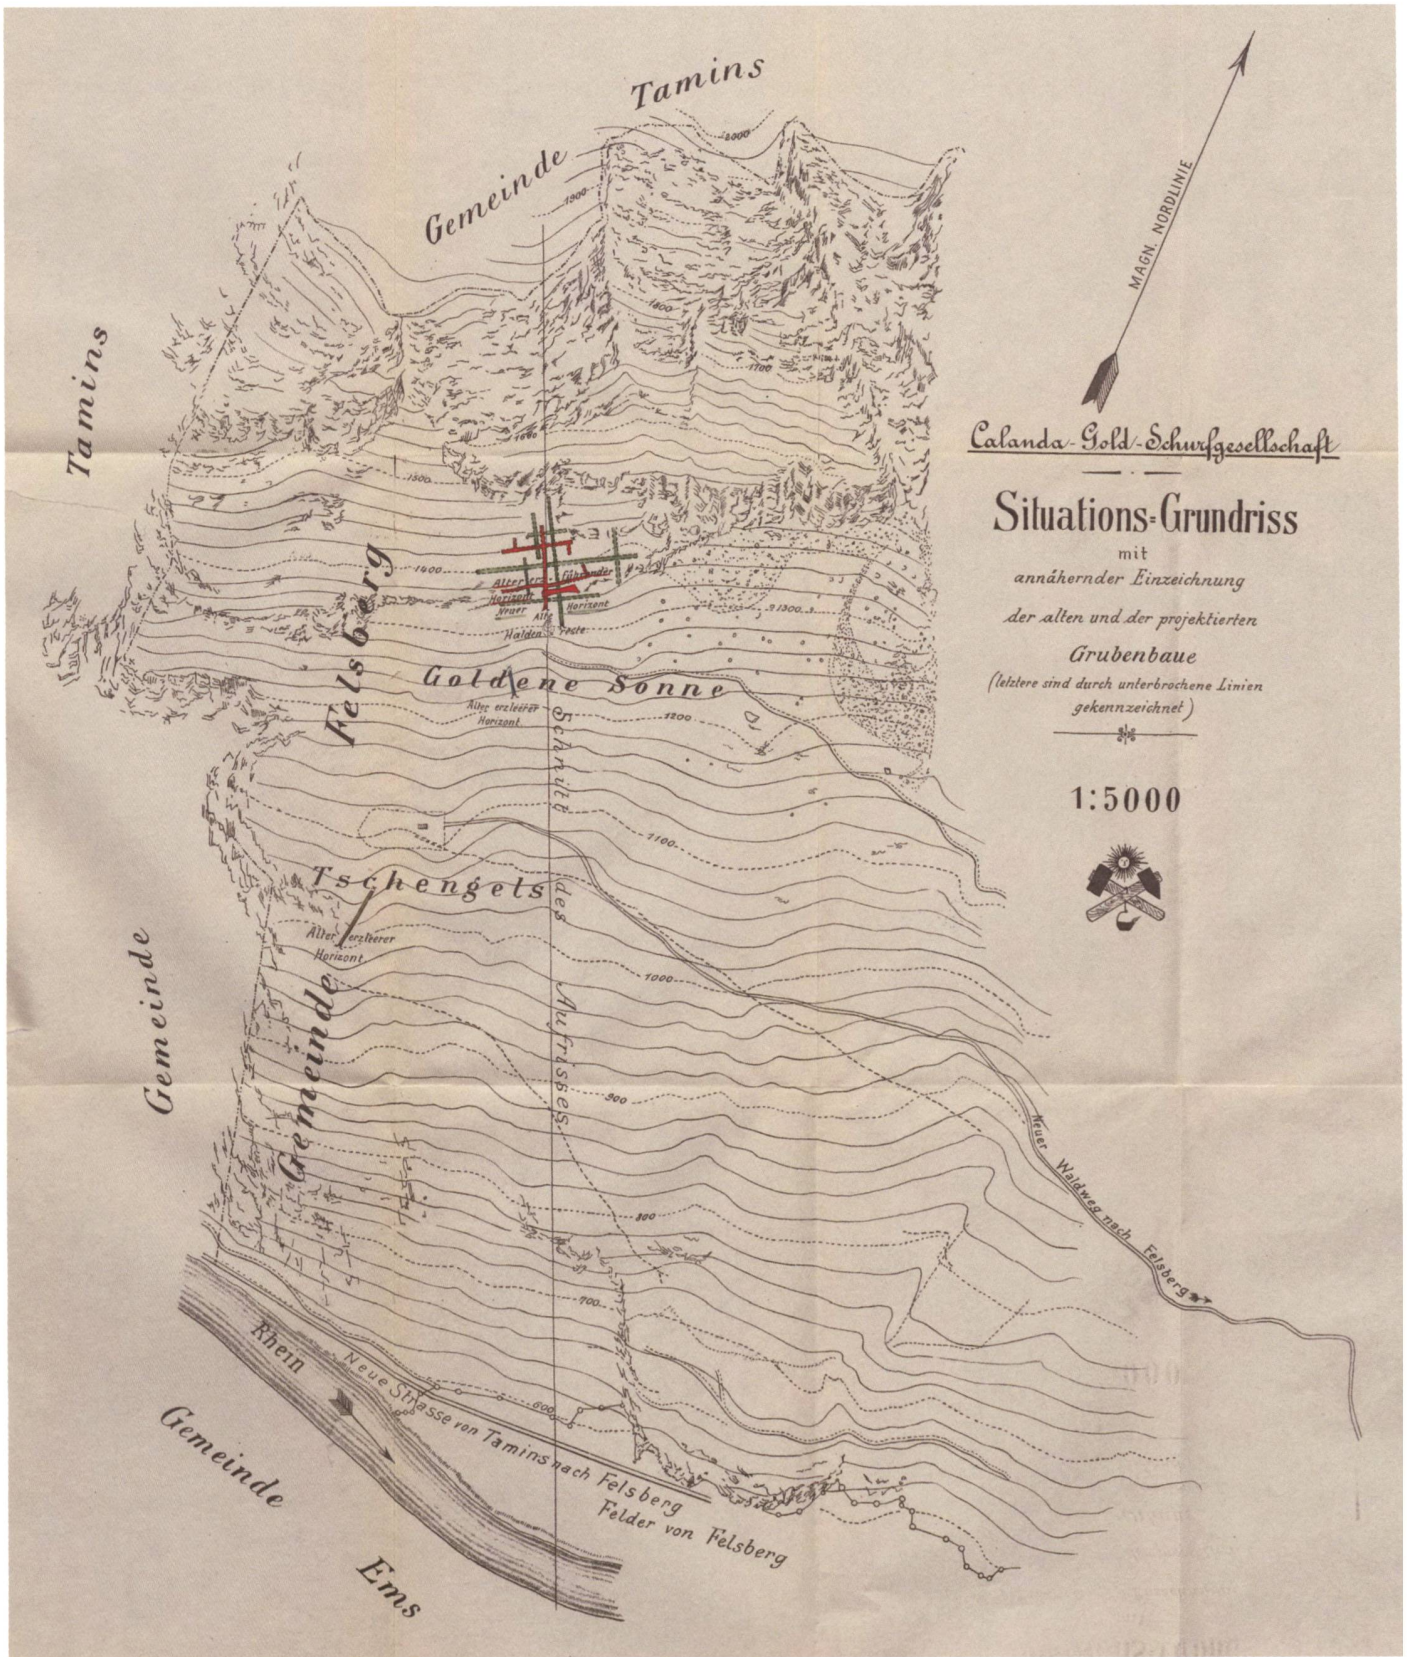 Tamins
Gemeinde
2000
1900
1800
1700
MAGN. NORDLINIE
Calanda-Gold-Schurfgesellschaft
Situations=Grundriss
mit
annähernder Einzeichnung
der alten und der projektierten
Grubenbaue
(letztere sind durch unterbrochene Linien
gekennzeichnet)
1:5000
Tamins
Gemeinde
Felsberg
Gemeinde
1500
1400
Alter erzführender
Horizont
Neuer Horizont
Alte
Halden Reste
1300
Goldene Sonne
Alter erzleerer
Horizont
1200
Schnitt des Aufrisses
1100
Tschengels
Alter erzleerer
Horizont
1000
900
800
700
600
Neuer Waldweg nach Felsberg
Rhein
Neue Strasse von Tamins nach Felsberg
Felder von Felsberg
Gemeinde
Ems